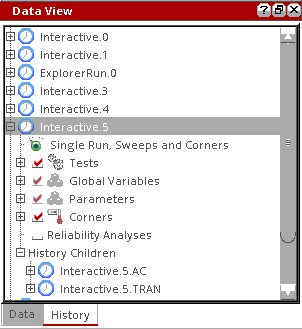 Data View
Interactive.0
Interactive.1
ExplorerRun.0
Interactive.3
Interactive.4
Interactive.5
Single Run, Sweeps and Corners
Tests
Global Variables
Parameters
Corners
Reliability Analyses
History Children
Interactive.5.AC
Interactive.5.TRAN
Data History